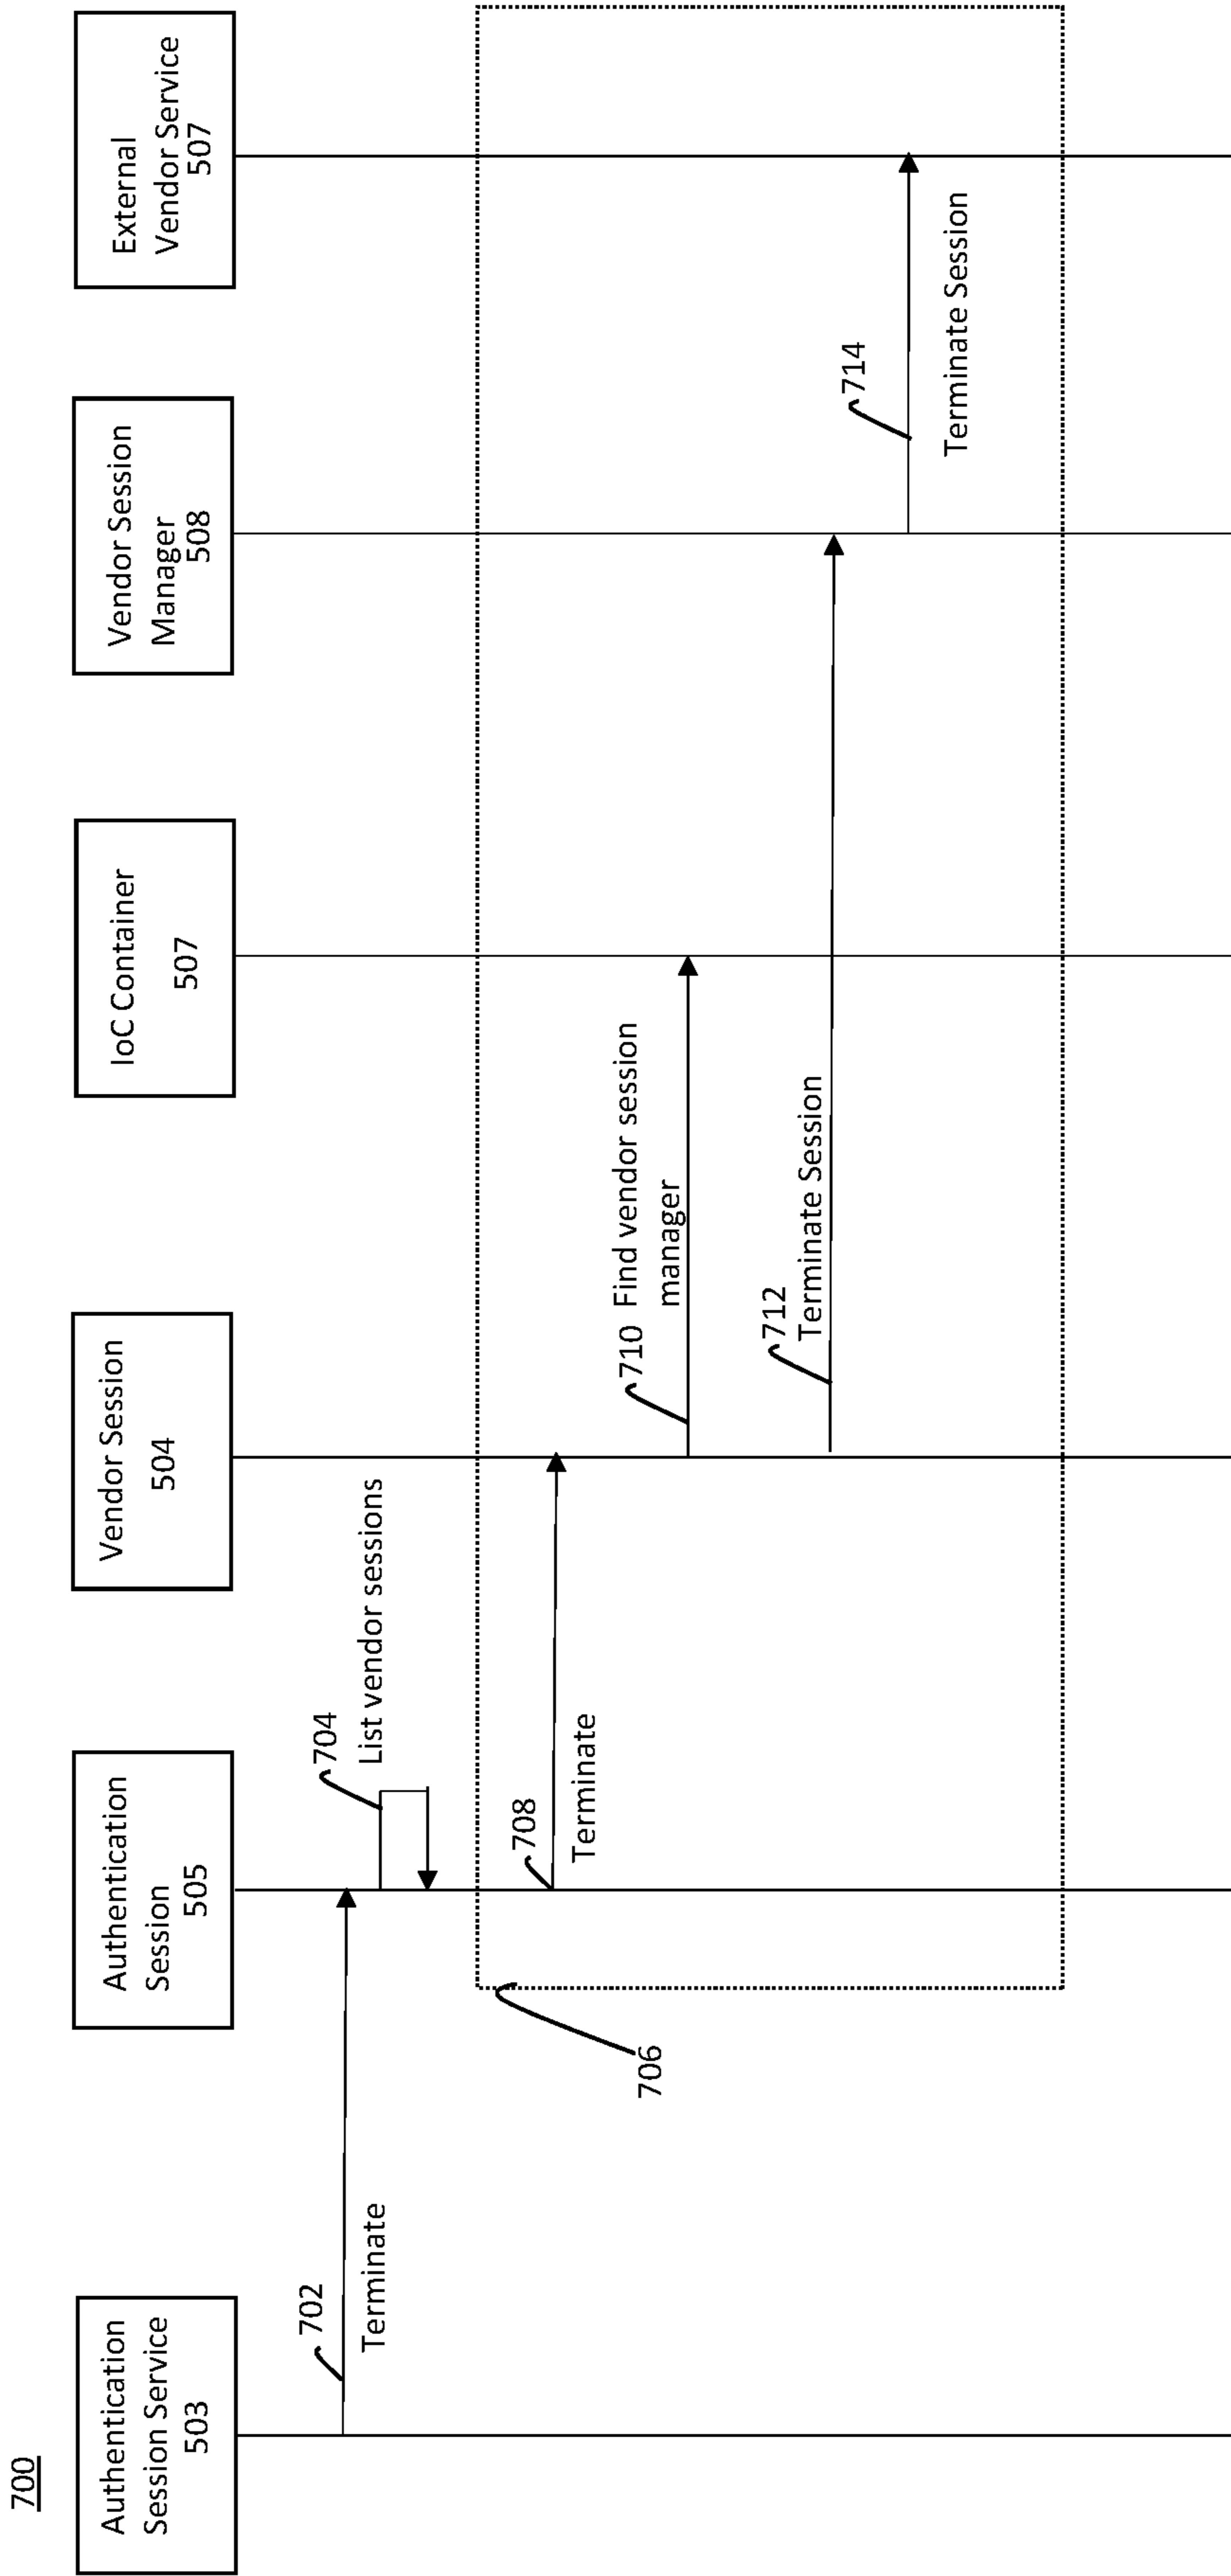 700
Authentication
Session Service
503
Authentication
Session
505
Vendor Session
504
IoC Container
507
Vendor Session
Manager
508
External
Vendor Service
507
702
Terminate
704
List vendor sessions
706
708
Terminate
710 Find vendor session
manager
712
Terminate Session
714
Terminate Session